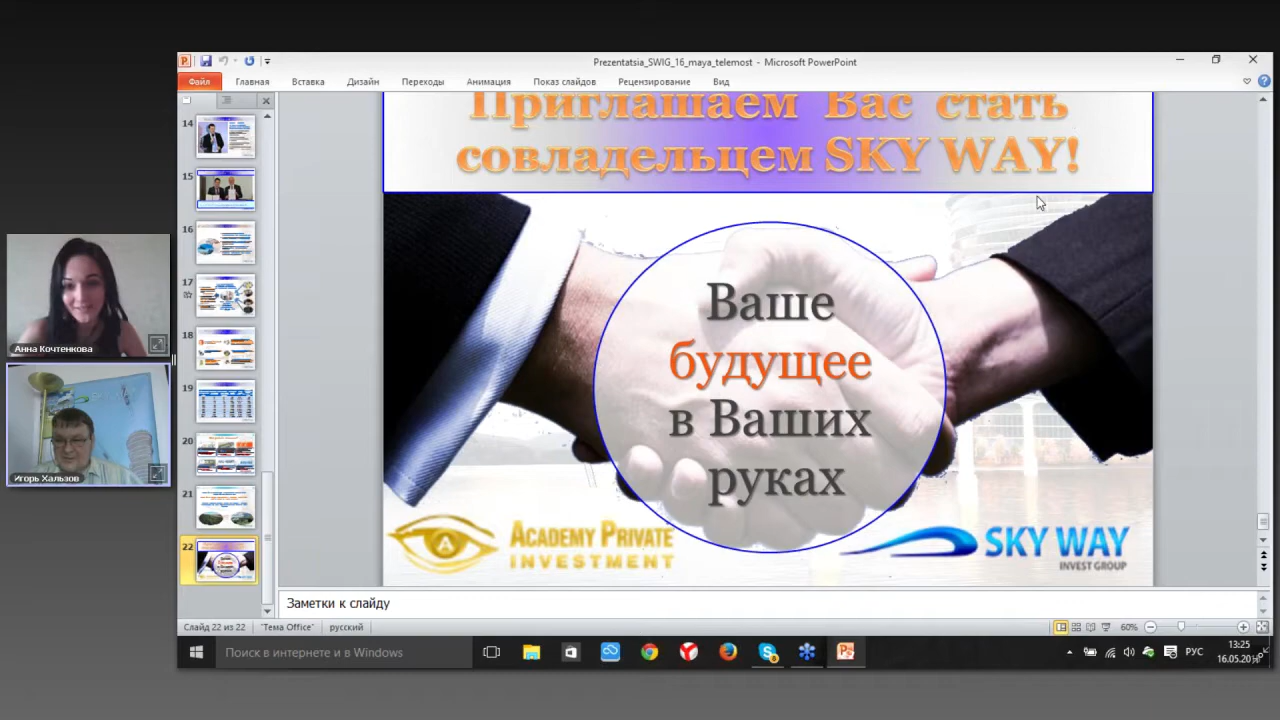 Prezentatsia_SWIG_16_maya_telemost - Microsoft PowerPoint
Файл Главная Вставка Дизайн Переходы Анимация Показ слайдов Рецензирование Вид
14
15
16
17
18
19
20
21
22
Приглашаем Вас стать
совладельцем SKY WAY!
Ваше
будущее
в Ваших
руках
ACADEMY PRIVATE
INVESTMENT
SKY WAY
INVEST GROUP
Анна Кочтенкова
Игорь Хальзов
Заметки к слайду
Слайд 22 из 22 "Тема Office" русский 60%
Поиск в интернете и в Windows
РУС
13:25